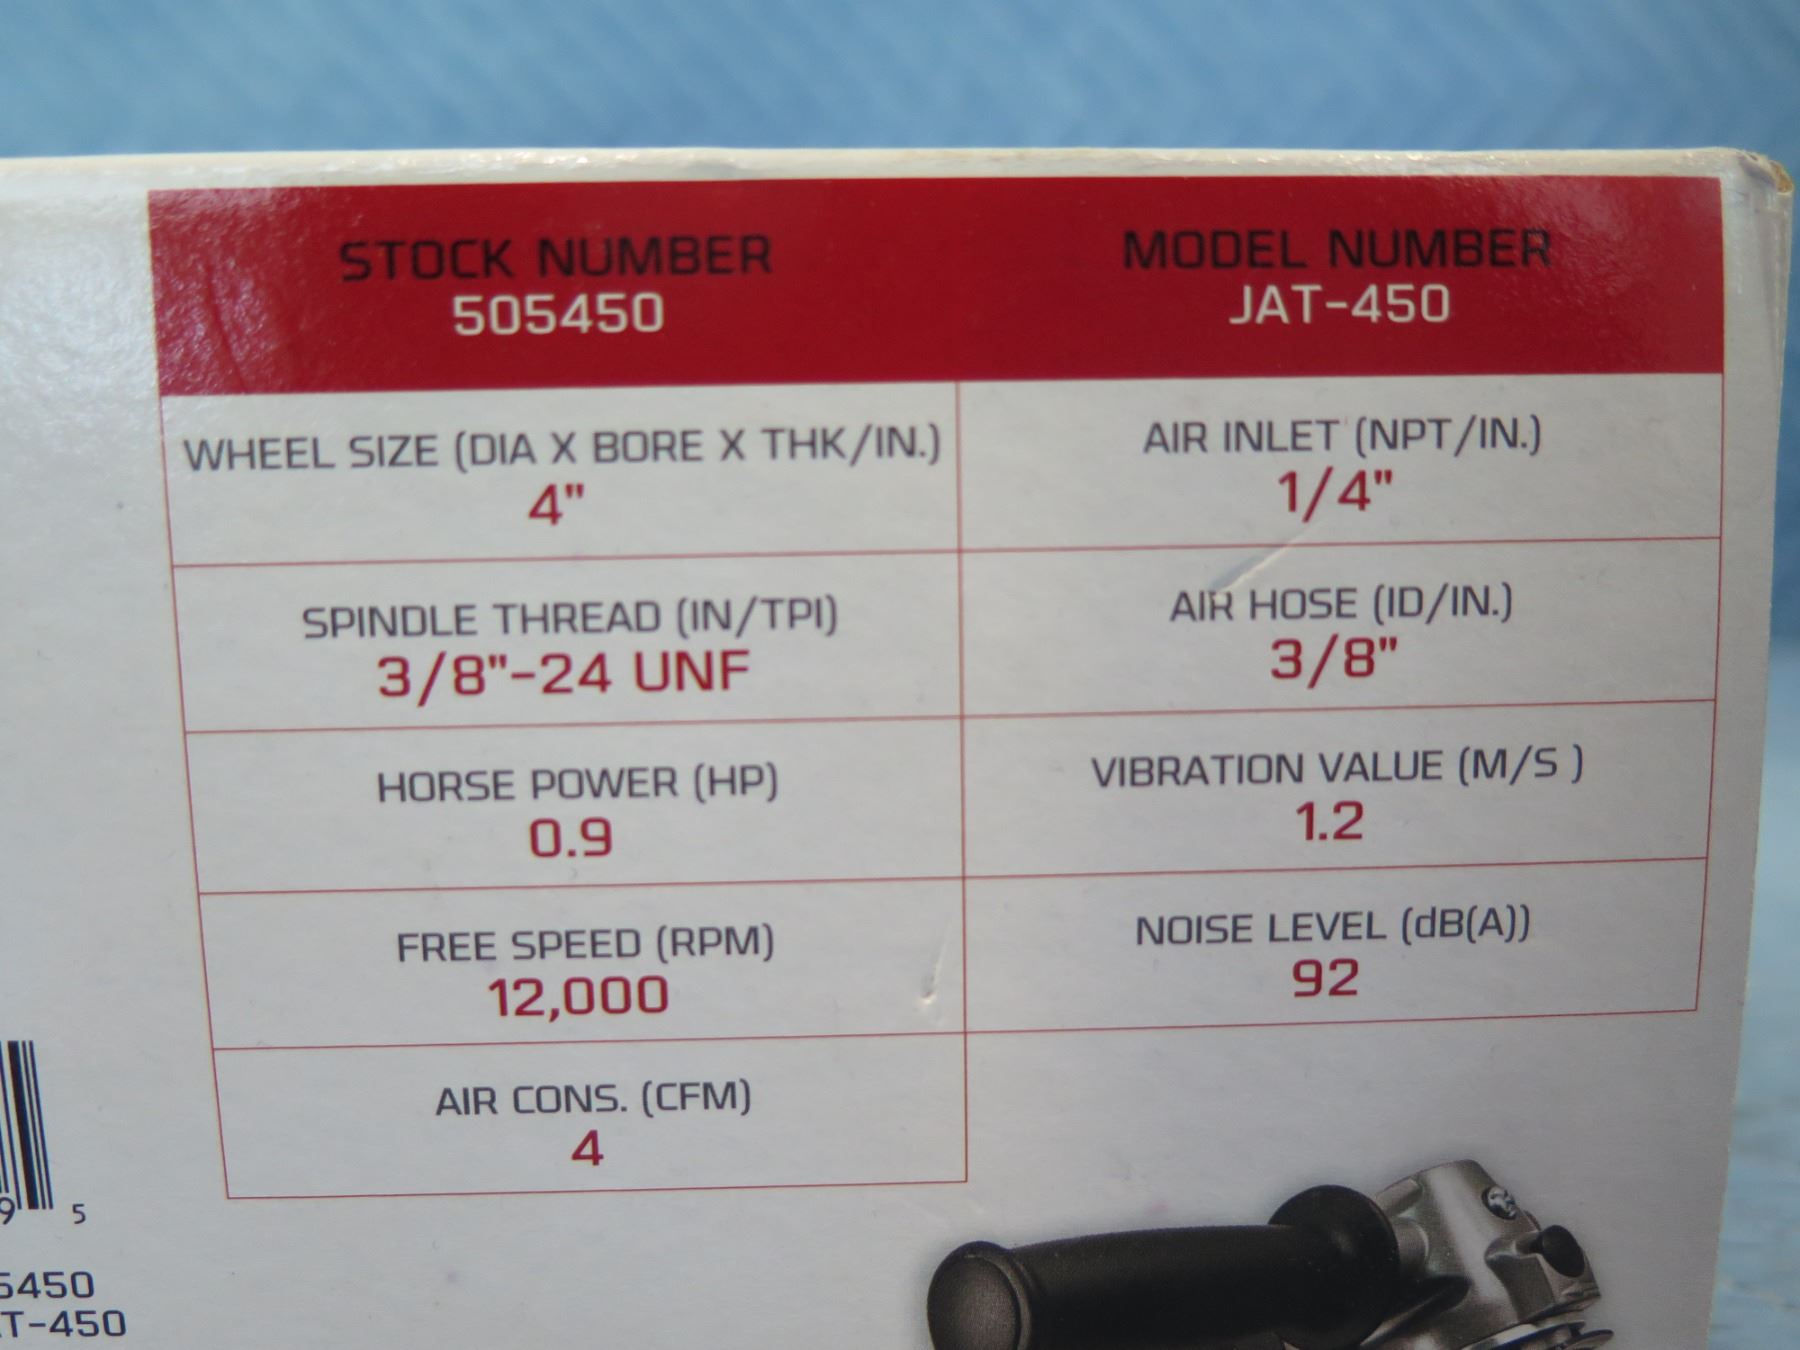 STOCK NUMBER
505450
MODEL NUMBER
JAT-450
WHEEL SIZE (DIA X BORE X THK/IN.)
4"
AIR INLET (NPT/IN.)
1/4"
SPINDLE THREAD (IN/TPI)
3/8"-24 UNF
AIR HOSE (ID/IN.)
3/8"
HORSE POWER (HP)
0.9
VIBRATION VALUE (M/S )
1.2
FREE SPEED (RPM)
12,000
NOISE LEVEL (dB(A))
92
AIR CONS. (CFM)
4
9 5
5450
T-450